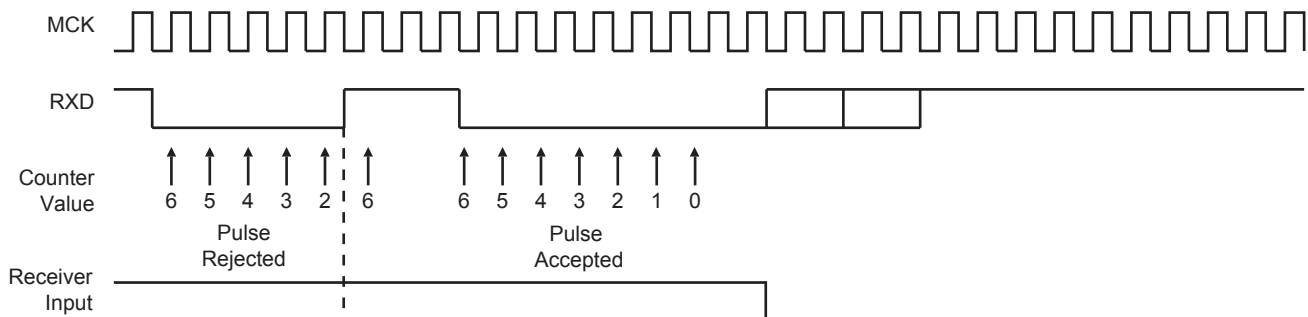 MCK
RXD
Counter
Value
6 5 4 3 2 6 6 5 4 3 2 1 0
Pulse
Rejected
Pulse
Accepted
Receiver
Input